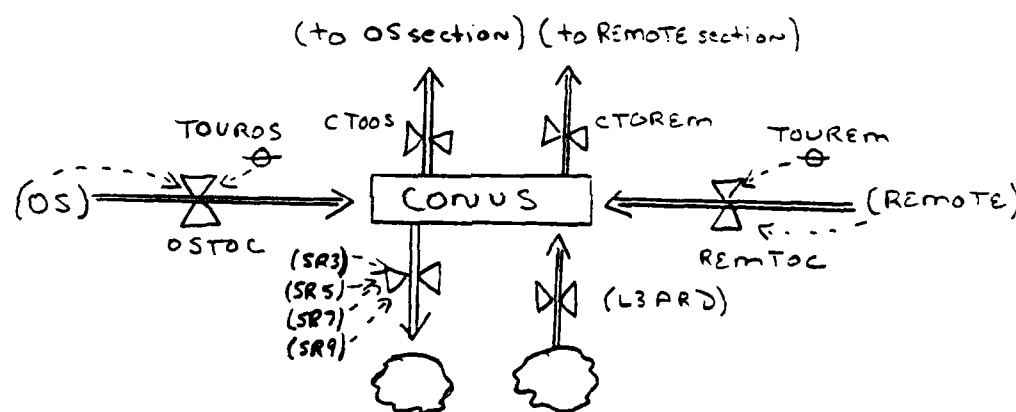 (to OS section) (to REMOTE section)
CTOOS
CTOREM
TOUROS
TOUREM
(OS)
CONUS
(REMOTE)
OSTOC
REMTOC
(SR3)
(SR5)
(SR7)
(SR9)
(L3ARD)